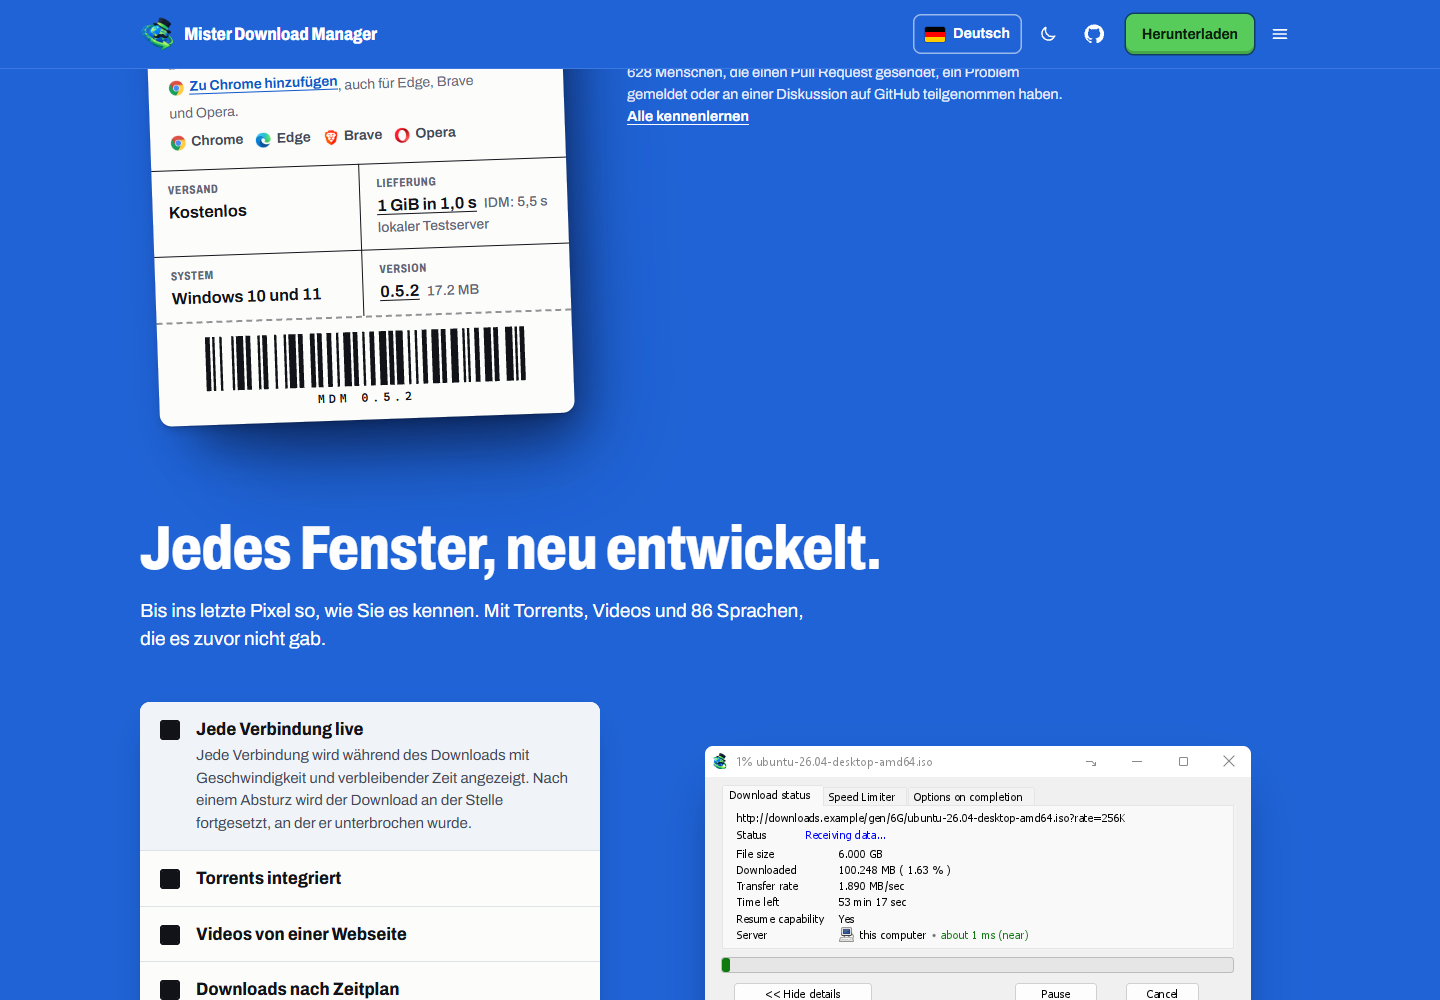 Mister Download Manager
Deutsch
Herunterladen
Zu Chrome hinzufügen, auch für Edge, Brave
und Opera.
Chrome Edge Brave Opera
VERSAND
Kostenlos
LIEFERUNG
1 GiB in 1,0 s IDM: 5,5 s
lokaler Testserver
SYSTEM
Windows 10 und 11
VERSION
0.5.2 17.2 MB
MDM 0.5.2
628 Menschen, die einen Pull Request gesendet, ein Problem
gemeldet oder an einer Diskussion auf GitHub teilgenommen haben.
Alle kennenlernen
Jedes Fenster, neu entwickelt.
Bis ins letzte Pixel so, wie Sie es kennen. Mit Torrents, Videos und 86 Sprachen,
die es zuvor nicht gab.
Jede Verbindung live
Jede Verbindung wird während des Downloads mit
Geschwindigkeit und verbleibender Zeit angezeigt. Nach
einem Absturz wird der Download an der Stelle
fortgesetzt, an der er unterbrochen wurde.
Torrents integriert
Videos von einer Webseite
Downloads nach Zeitplan
1% ubuntu-26.04-desktop-amd64.iso
Download status Speed Limiter Options on completion
http://downloads.example/gen/6G/ubuntu-26.04-desktop-amd64.iso?rate=256K
Status Receiving data...
File size 6.000 GB
Downloaded 100.248 MB ( 1.63 % )
Transfer rate 1.890 MB/sec
Time left 53 min 17 sec
Resume capability Yes
Server this computer • about 1 ms (near)
<< Hide details Pause Cancel